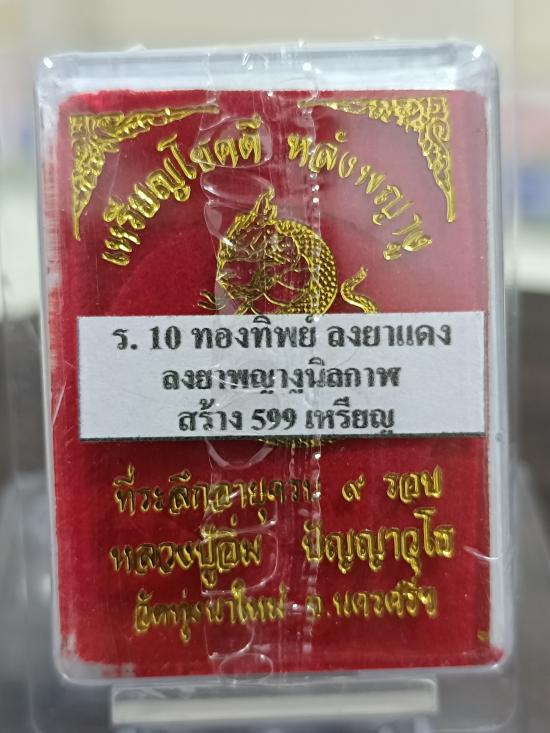 เหรียญโชคดี หลังพญางู
ร. 10 ทองทิพย์ ลงยาแดง
ลงยาพญางูนิลกาฬ
สร้าง 599 เหรียญ
ที่ระลึกอายุครบ ๙ รอบ
หลวงปู่อิ่ม ปัญญาวุโธ
วัดทุ่งนาใหม่ จ.นครศรีฯ